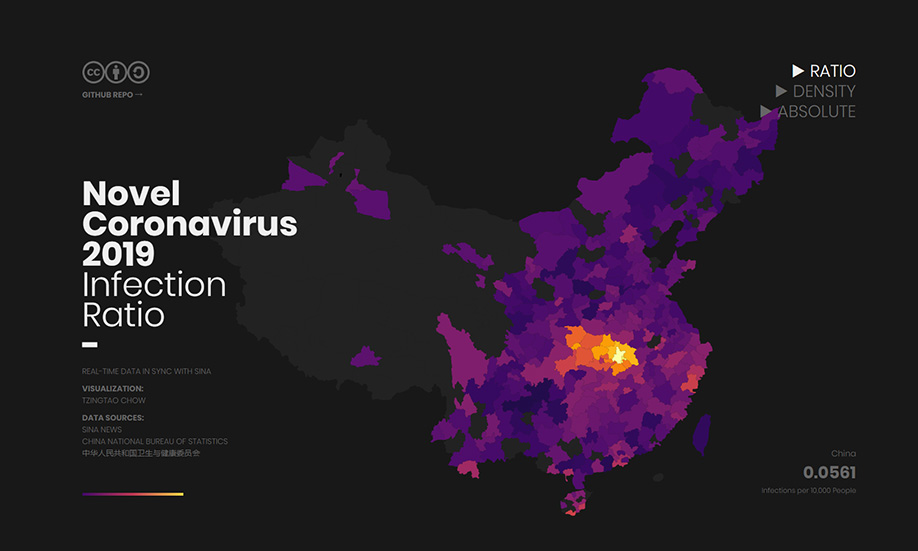 CC
GITHUB REPO →
RATIO
DENSITY
ABSOLUTE
Novel
Coronavirus
2019
Infection
Ratio
REAL-TIME DATA IN SYNC WITH SINA
VISUALIZATION:
TZINGTAO CHOW
DATA SOURCES:
SINA NEWS
CHINA NATIONAL BUREAU OF STATISTICS
中华人民共和国卫生与健康委员会
China
0.0561
Infections per 10,000 People